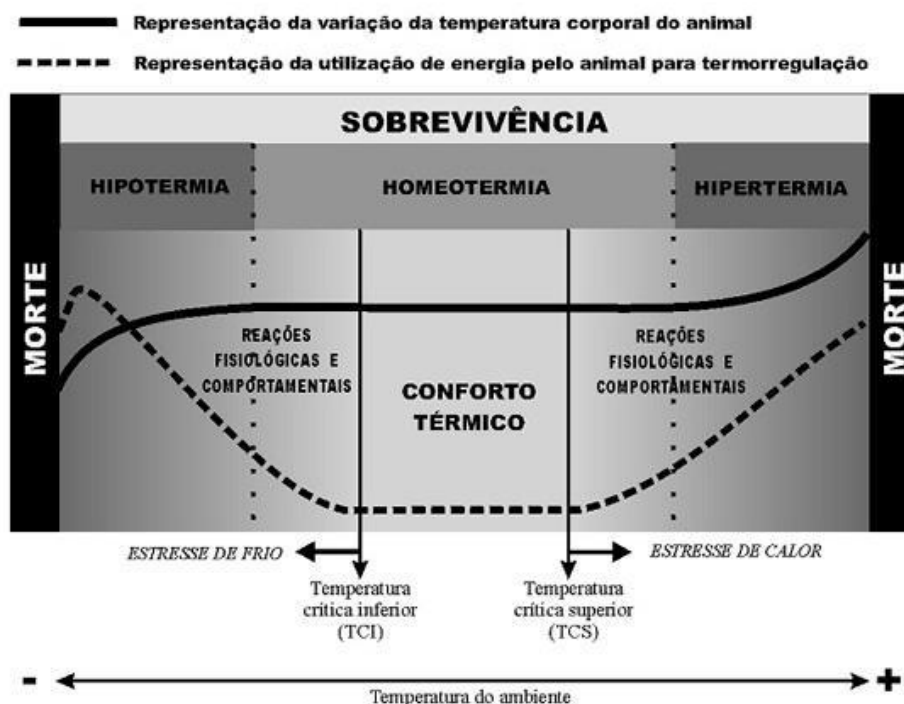 Representação da variação da temperatura corporal do animal
Representação da utilização de energia pelo animal para termorregulação
SOBREVIVÊNCIA
HIPOTERMIA
HOMEOTERMIA
HIPERTERMIA
MORTE
MORTE
REAÇÕES
FISIOLÓGICAS E
COMPORTAMENTAIS
CONFORTO
TÉRMICO
REAÇÕES
FISIOLÓGICAS E
COMPORTAMENTAIS
ESTRESSE DE FRIO
ESTRESSE DE CALOR
Temperatura
crítica inferior
(TCI)
Temperatura
crítica superior
(TCS)
-
+
Temperatura do ambiente